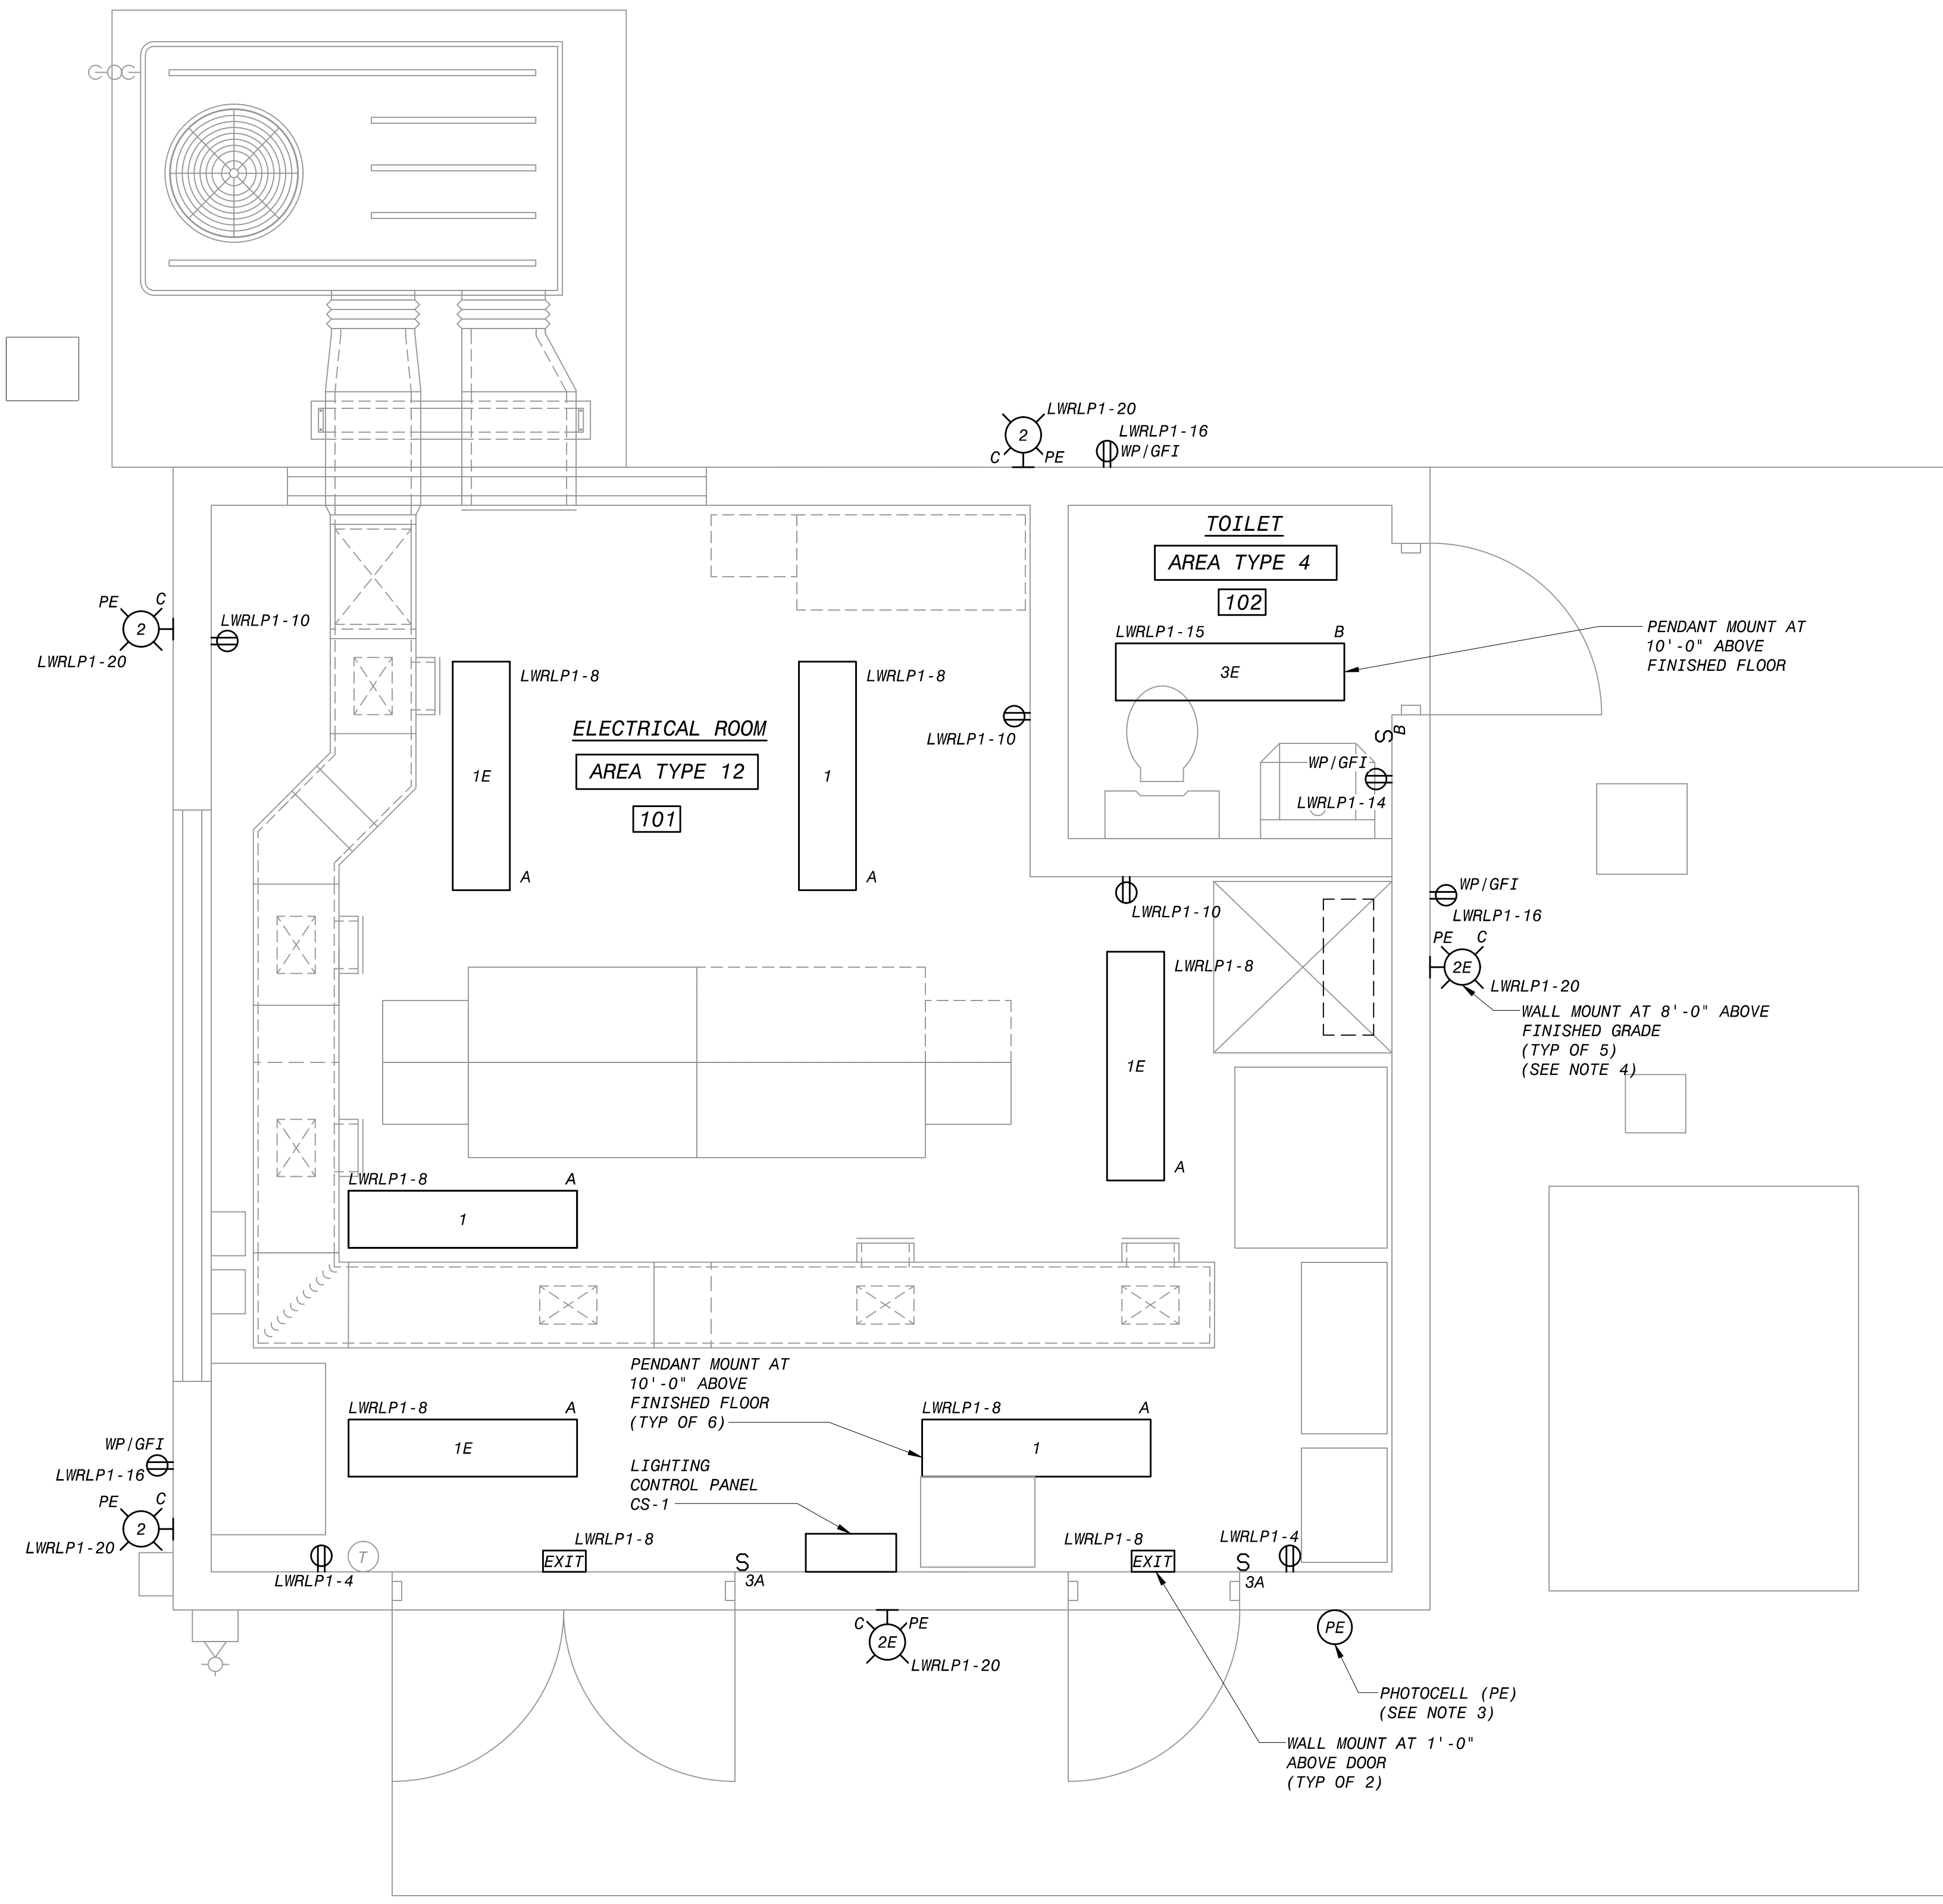 LWRLP1-20
2
C
PE
LWRLP1-16
WP/GFI
TOILET
AREA TYPE 4
102
LWRLP1-15
B
3E
PENDANT MOUNT AT
10'-0" ABOVE
FINISHED FLOOR
PE
C
2
LWRLP1-20
LWRLP1-10
LWRLP1-8
1E
A
ELECTRICAL ROOM
AREA TYPE 12
101
LWRLP1-8
1
A
LWRLP1-10
S
B
WP/GFI
LWRLP1-14
LWRLP1-10
WP/GFI
LWRLP1-16
PE
C
2E
LWRLP1-20
WALL MOUNT AT 8'-0" ABOVE
FINISHED GRADE
(TYP OF 5)
(SEE NOTE 4)
LWRLP1-8
1E
A
LWRLP1-8
A
1
PENDANT MOUNT AT
10'-0" ABOVE
FINISHED FLOOR
(TYP OF 6)
LWRLP1-8
A
1E
LWRLP1-8
A
1
WP/GFI
LWRLP1-16
PE
C
2
LWRLP1-20
LIGHTING
CONTROL PANEL
CS-1
LWRLP1-4
T
LWRLP1-8
EXIT
S
3A
LWRLP1-8
EXIT
LWRLP1-4
S
3A
C
PE
2E
LWRLP1-20
PE
PHOTOCELL (PE)
(SEE NOTE 3)
WALL MOUNT AT 1'-0"
ABOVE DOOR
(TYP OF 2)